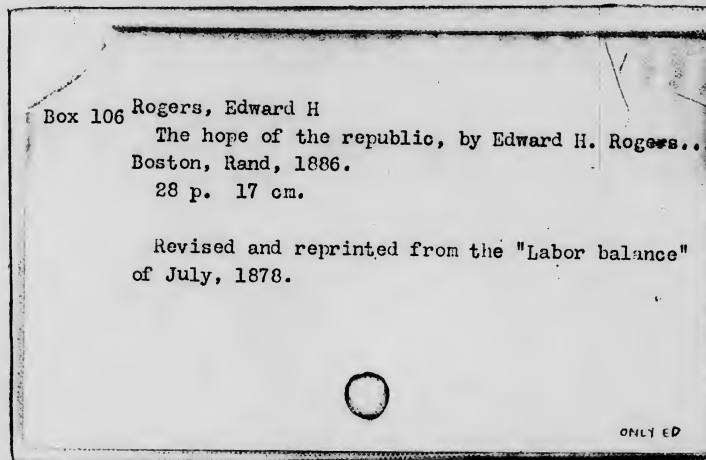 Box 106 Rogers, Edward H
The hope of the republic, by Edward H. Rogers..
Boston, Rand, 1886.
28 p. 17 cm.
Revised and reprinted from the "Labor balance"
of July, 1878.
ONLY ED